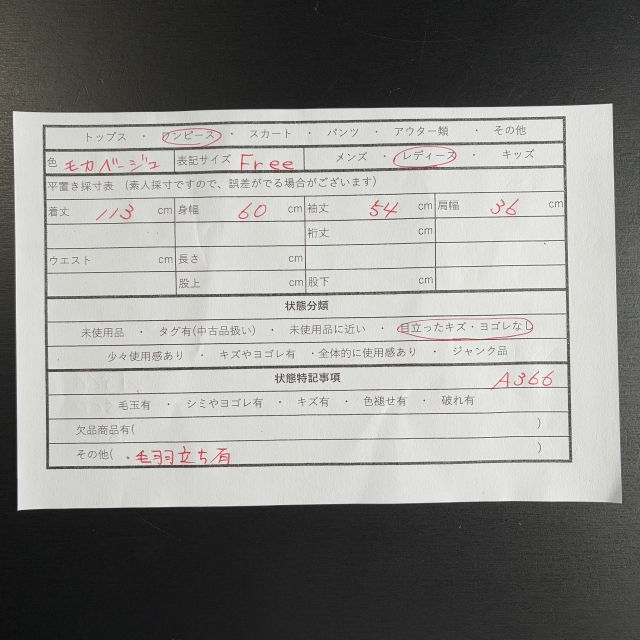 トップス ・ ワンピース ・ スカート ・ パンツ ・ アウター類 ・ その他
色 モカベージュ 表記サイズ Free メンズ ・ レディース ・ キッズ
平置き採寸表 (素人採寸ですので、誤差がでる場合がございます)
着丈 113 cm 身幅 60 cm 袖丈 54 cm 肩幅 36 cm
裄丈 cm
ウエスト cm 長さ cm
股上 cm 股下 cm
状態分類
未使用品 ・ タグ有(中古品扱い) ・ 未使用品に近い ・ 目立ったキズ・ヨゴレなし
少々使用感あり ・ キズやヨゴレ有 ・全体的に使用感あり ・ ジャンク品
状態特記事項 A366
毛玉有 ・ シミやヨゴレ有 ・ キズ有 ・ 色褪せ有 ・ 破れ有
欠品商品有( )
その他( ・毛羽立ち有 )